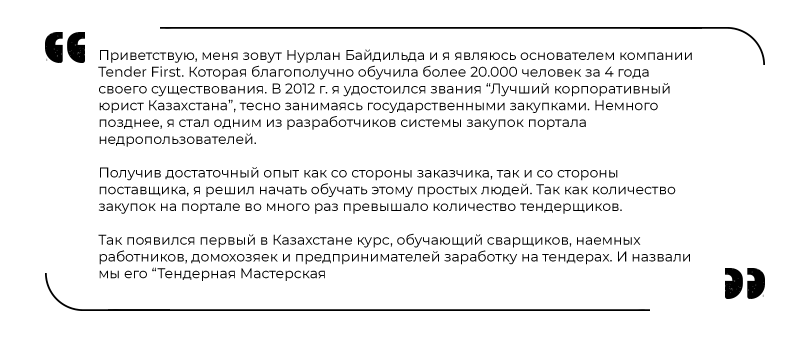 Приветствую, меня зовут Нурлан Байдильда и я являюсь основателем компании
Tender First. Которая благополучно обучила более 20.000 человек за 4 года
своего существования. В 2012 г. я удостоился звания “Лучший корпоративный
юрист Казахстана”, тесно занимаясь государственными закупками. Немного
позднее, я стал одним из разработчиков системы закупок портала
недропользователей.
Получив достаточный опыт как со стороны заказчика, так и со стороны
поставщика, я решил начать обучать этому простых людей. Так как количество
закупок на портале во много раз превышало количество тендерщиков.
Так появился первый в Казахстане курс, обучающий сварщиков, наемных
работников, домохозяек и предпринимателей заработку на тендерах. И назвали
мы его “Тендерная Мастерская